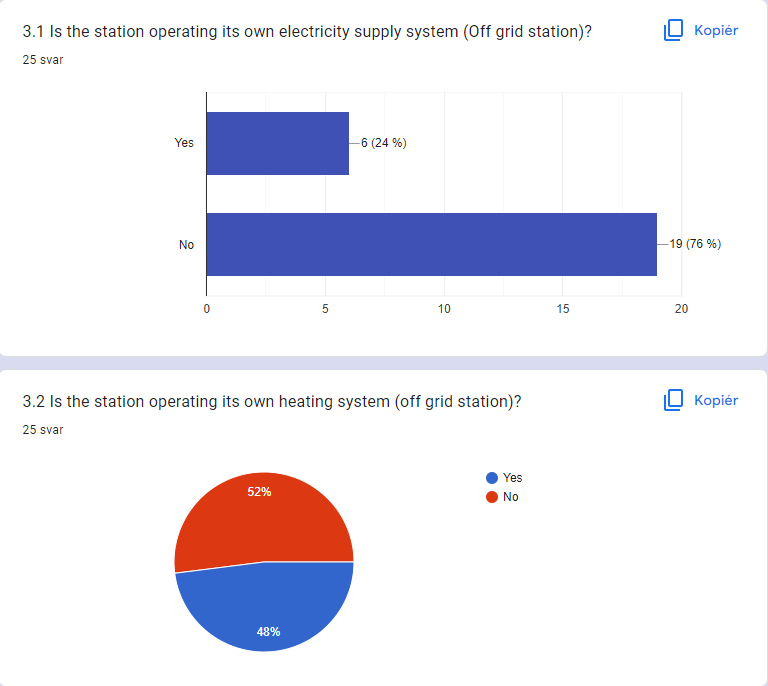 3.1 Is the station operating its own electricity supply system (Off grid station)?
Kopiér
25 svar
Yes
6 (24 %)
No
19 (76 %)
0 5 10 15 20
3.2 Is the station operating its own heating system (off grid station)?
Kopiér
25 svar
Yes
No
52%
48%